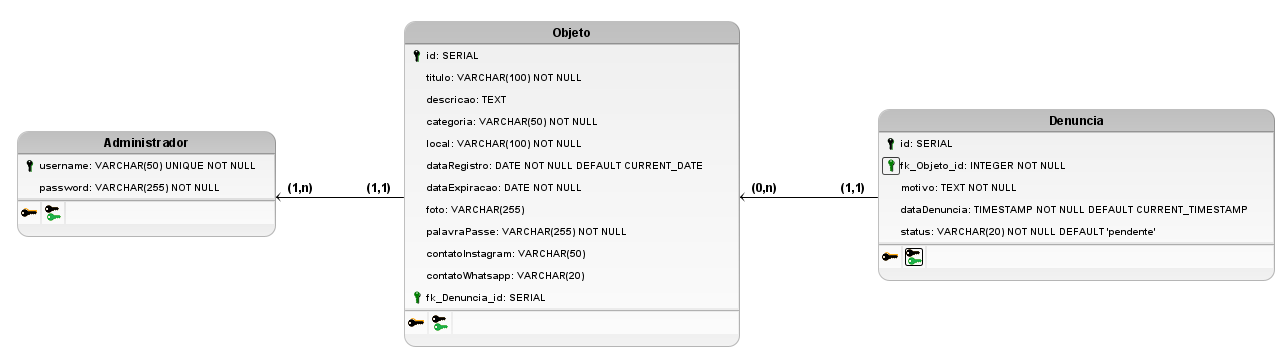 Administrador
username: VARCHAR(50) UNIQUE NOT NULL
password: VARCHAR(255) NOT NULL
(1,n)
(1,1)
Objeto
id: SERIAL
titulo: VARCHAR(100) NOT NULL
descricao: TEXT
categoria: VARCHAR(50) NOT NULL
local: VARCHAR(100) NOT NULL
dataRegistro: DATE NOT NULL DEFAULT CURRENT_DATE
dataExpiracao: DATE NOT NULL
foto: VARCHAR(255)
palavraPasse: VARCHAR(255) NOT NULL
contatoInstagram: VARCHAR(50)
contatoWhatsapp: VARCHAR(20)
fk_Denuncia_id: SERIAL
(0,n)
(1,1)
Denuncia
id: SERIAL
fk_Objeto_id: INTEGER NOT NULL
motivo: TEXT NOT NULL
dataDenuncia: TIMESTAMP NOT NULL DEFAULT CURRENT_TIMESTAMP
status: VARCHAR(20) NOT NULL DEFAULT 'pendente'